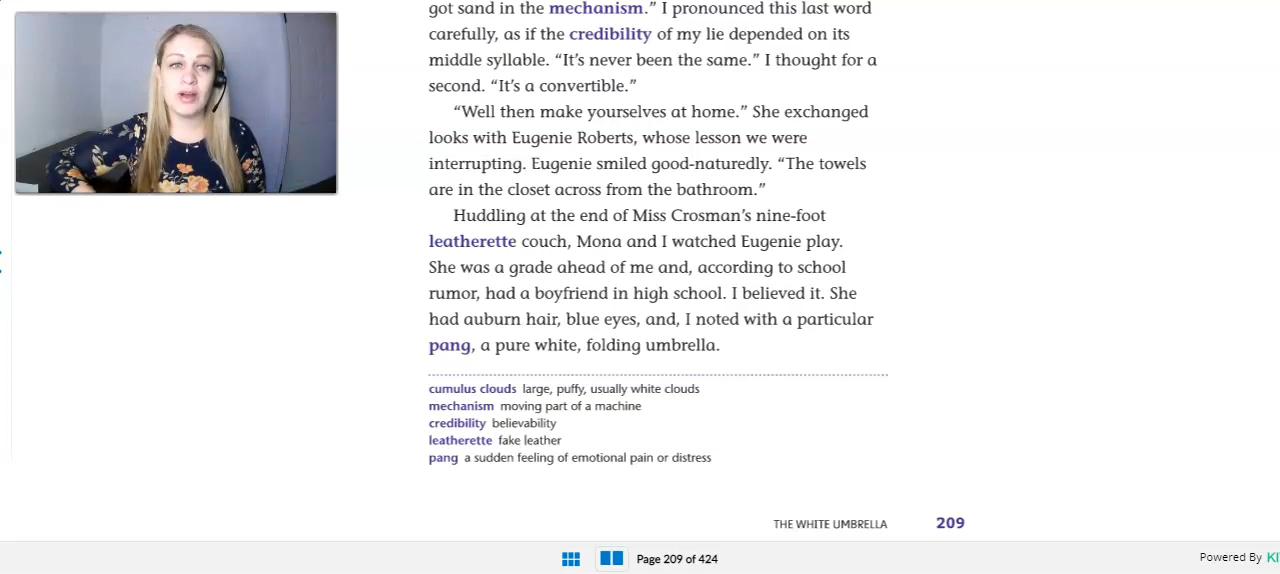 got sand in the mechanism.” I pronounced this last word
carefully, as if the credibility of my lie depended on its
middle syllable. “It’s never been the same.” I thought for a
second. “It’s a convertible.”
“Well then make yourselves at home.” She exchanged
looks with Eugenie Roberts, whose lesson we were
interrupting. Eugenie smiled good-naturedly. “The towels
are in the closet across from the bathroom.”
Huddling at the end of Miss Crosman’s nine-foot
leatherette couch, Mona and I watched Eugenie play.
She was a grade ahead of me and, according to school
rumor, had a boyfriend in high school. I believed it. She
had auburn hair, blue eyes, and, I noted with a particular
pang, a pure white, folding umbrella.
cumulus clouds large, puffy, usually white clouds
mechanism moving part of a machine
credibility believability
leatherette fake leather
pang a sudden feeling of emotional pain or distress
THE WHITE UMBRELLA 209
Page 209 of 424
Powered By